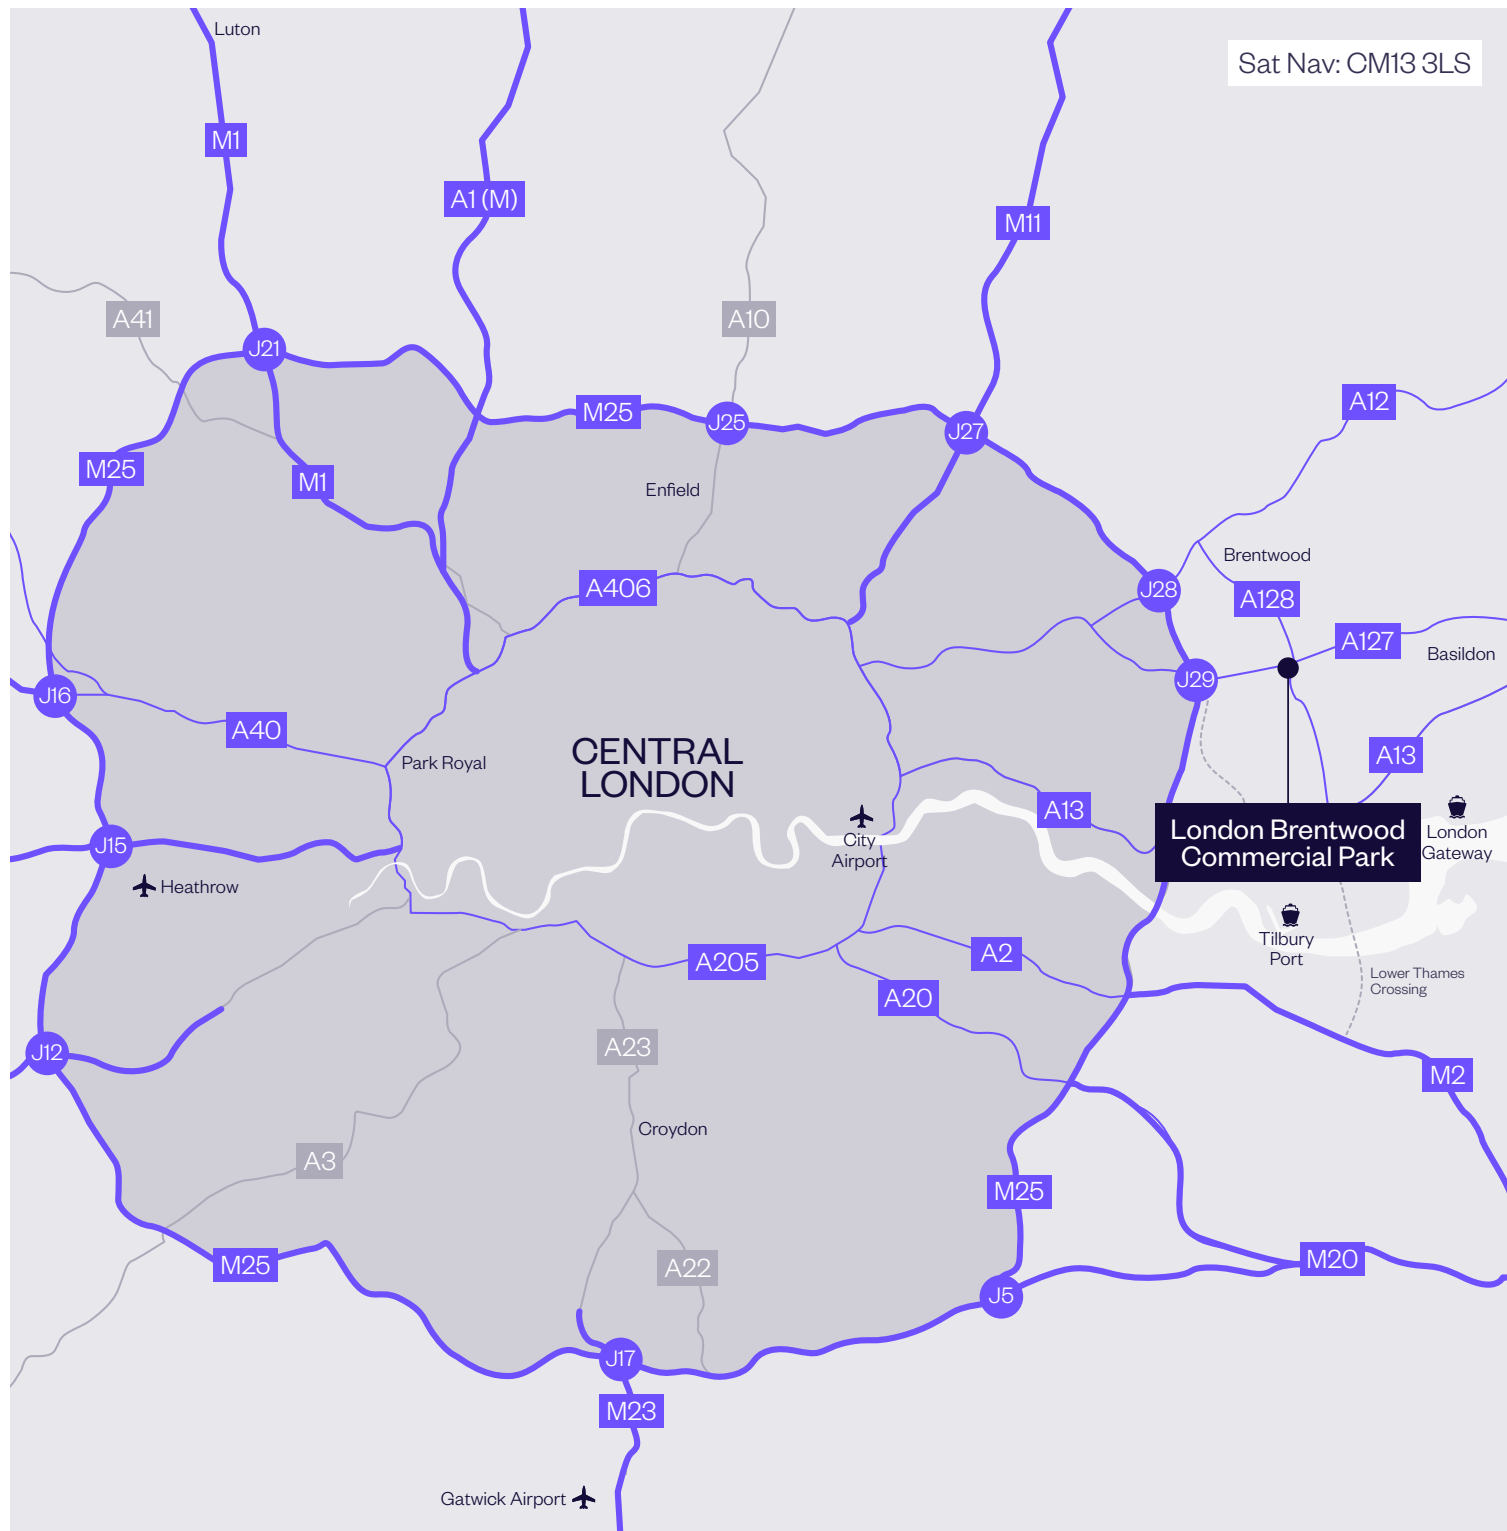 Luton
Sat Nav: CM13 3LS
M1
A1 (M)
M11
A41
A10
J21
A12
M25
J25
J27
M25
M1
Enfield
Brentwood
A406
J28
A128
A127
Basildon
J29
J16
A40
Park Royal
CENTRAL
LONDON
A13
A13
London Brentwood
Commercial Park
London
Gateway
City
Airport
J15
Heathrow
Tilbury
Port
A205
A2
Lower Thames
Crossing
A20
A23
J12
M2
Croydon
A3
M25
M25
A22
M20
J5
J17
M23
Gatwick Airport